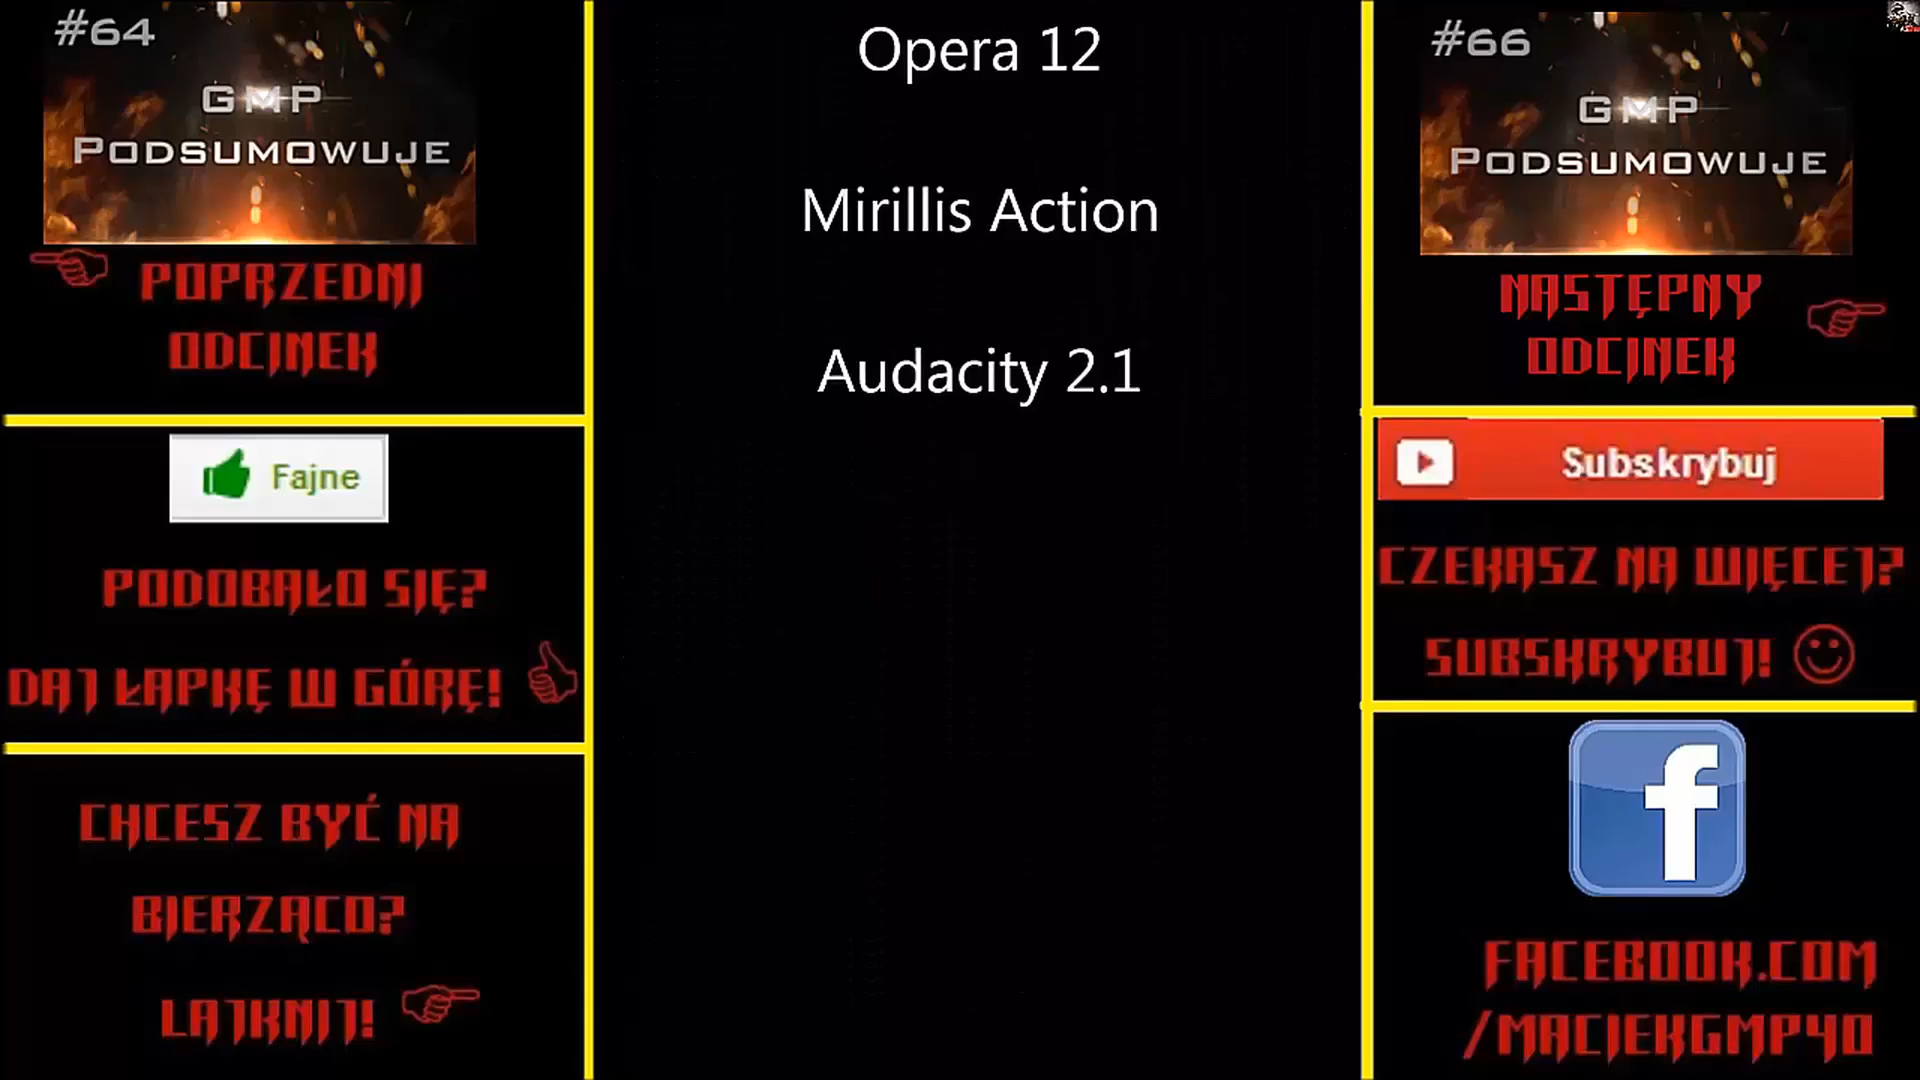 #64
GMP
PODSUMOWUJE
POPRZEDNI
ODCINEK
Fajne
PODOBAŁO SIĘ?
DAJ ŁAPKĘ W GÓRĘ!
CHCESZ BYĆ NA
BIERZĄCO?
LAJKNIJ!
Opera 12
Mirillis Action
Audacity 2.1
#66
GMP
PODSUMOWUJE
NASTĘPNY
ODCINEK
Subskrybuj
CZEKASZ NA WIĘCEJ?
SUBSKRYBUJ!
FACEBOOK.COM
/MACIEKGMP40